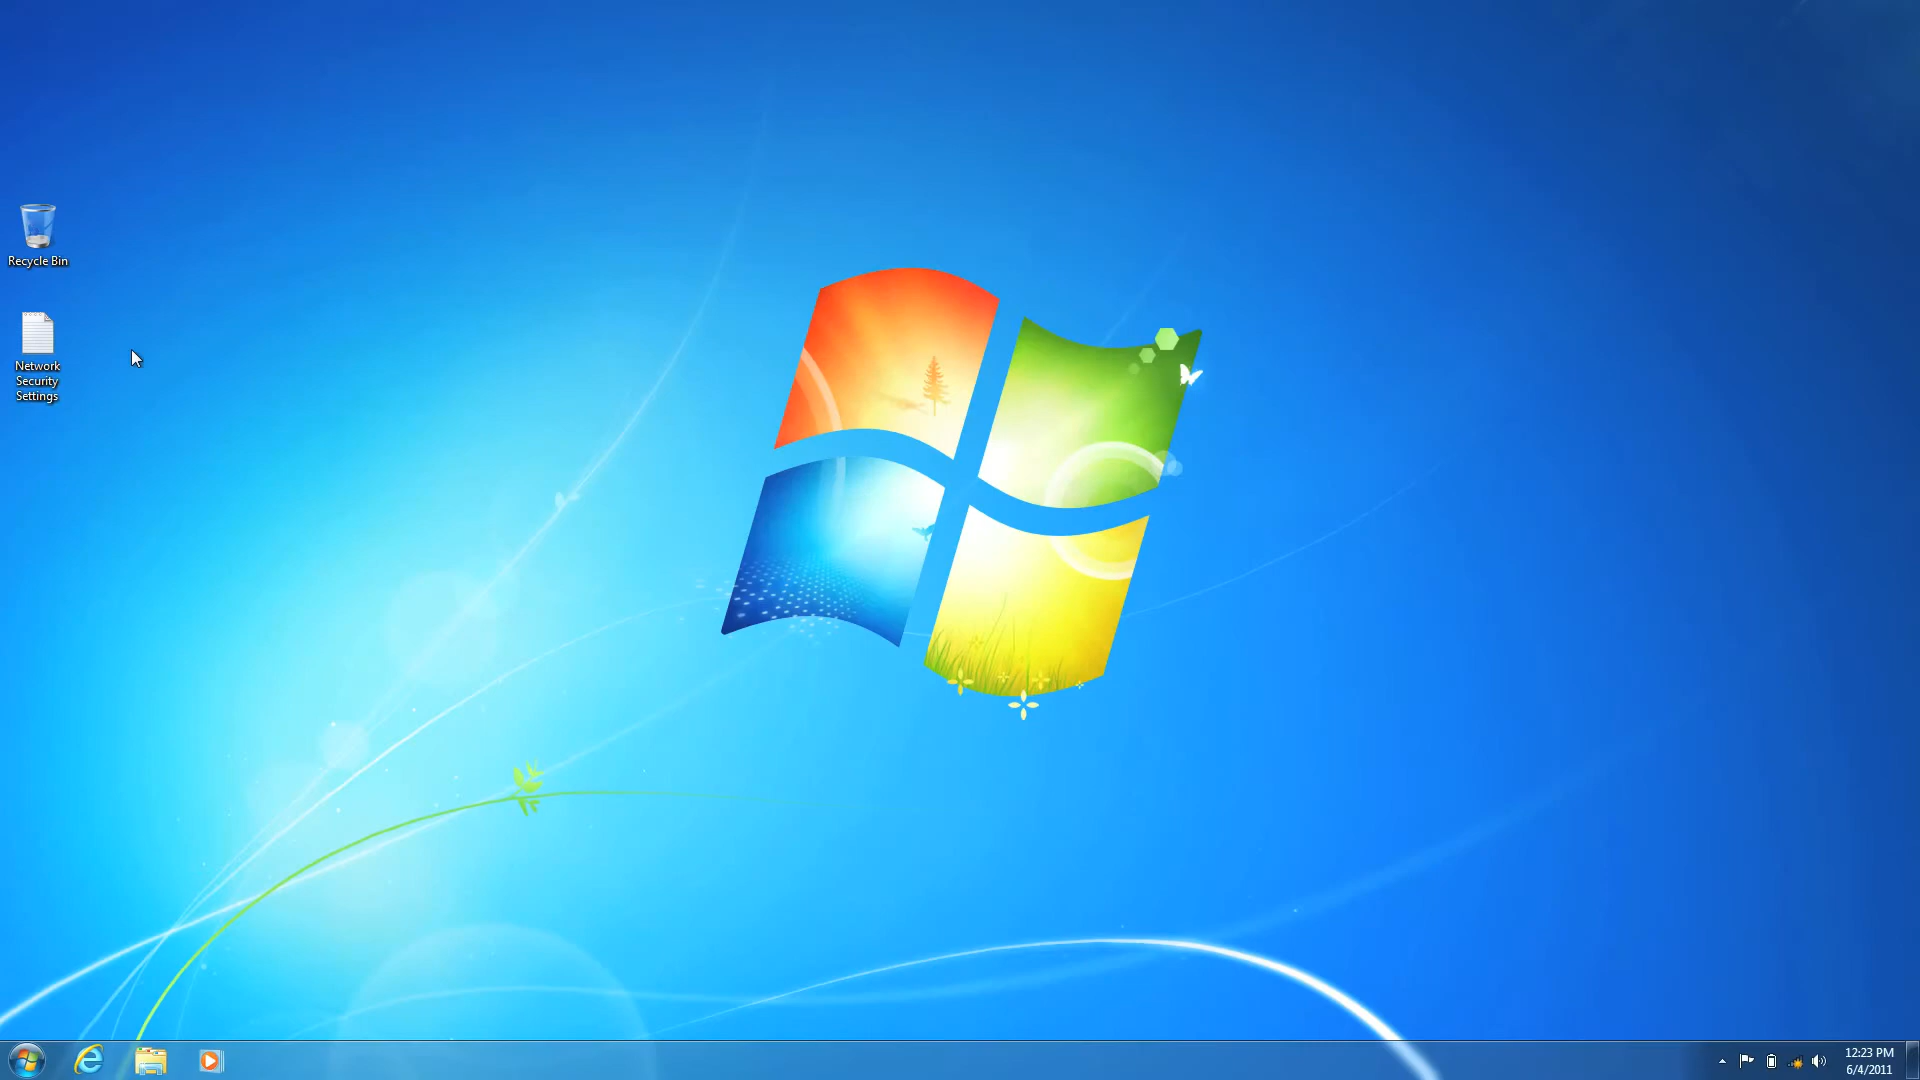 Recycle Bin
Network
Security
Settings
12:23 PM
6/4/2011